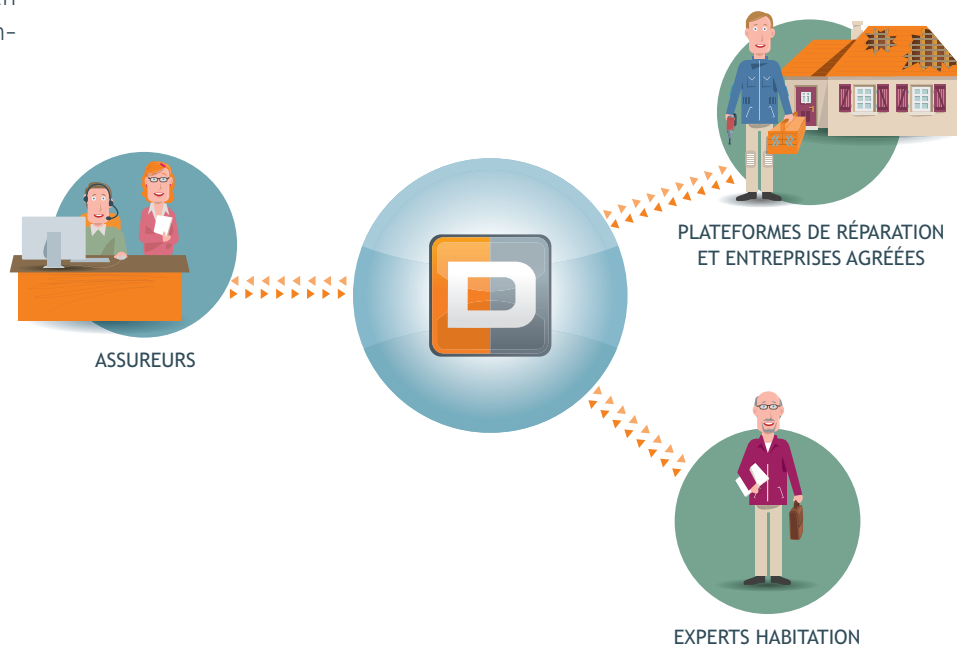 n-
PLATEFORMES DE RÉPARATION
ET ENTREPRISES AGRÉÉES
D
ASSUREURS
EXPERTS HABITATION